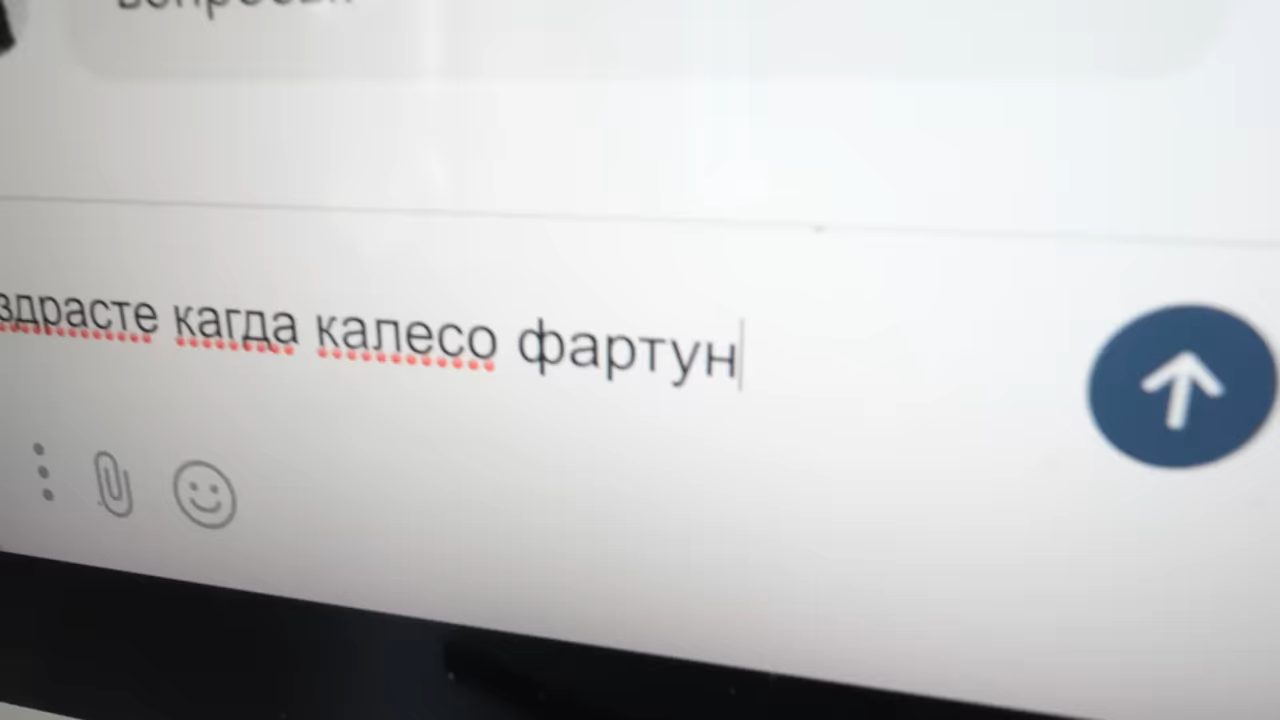 здрасте кагда калесо фартун